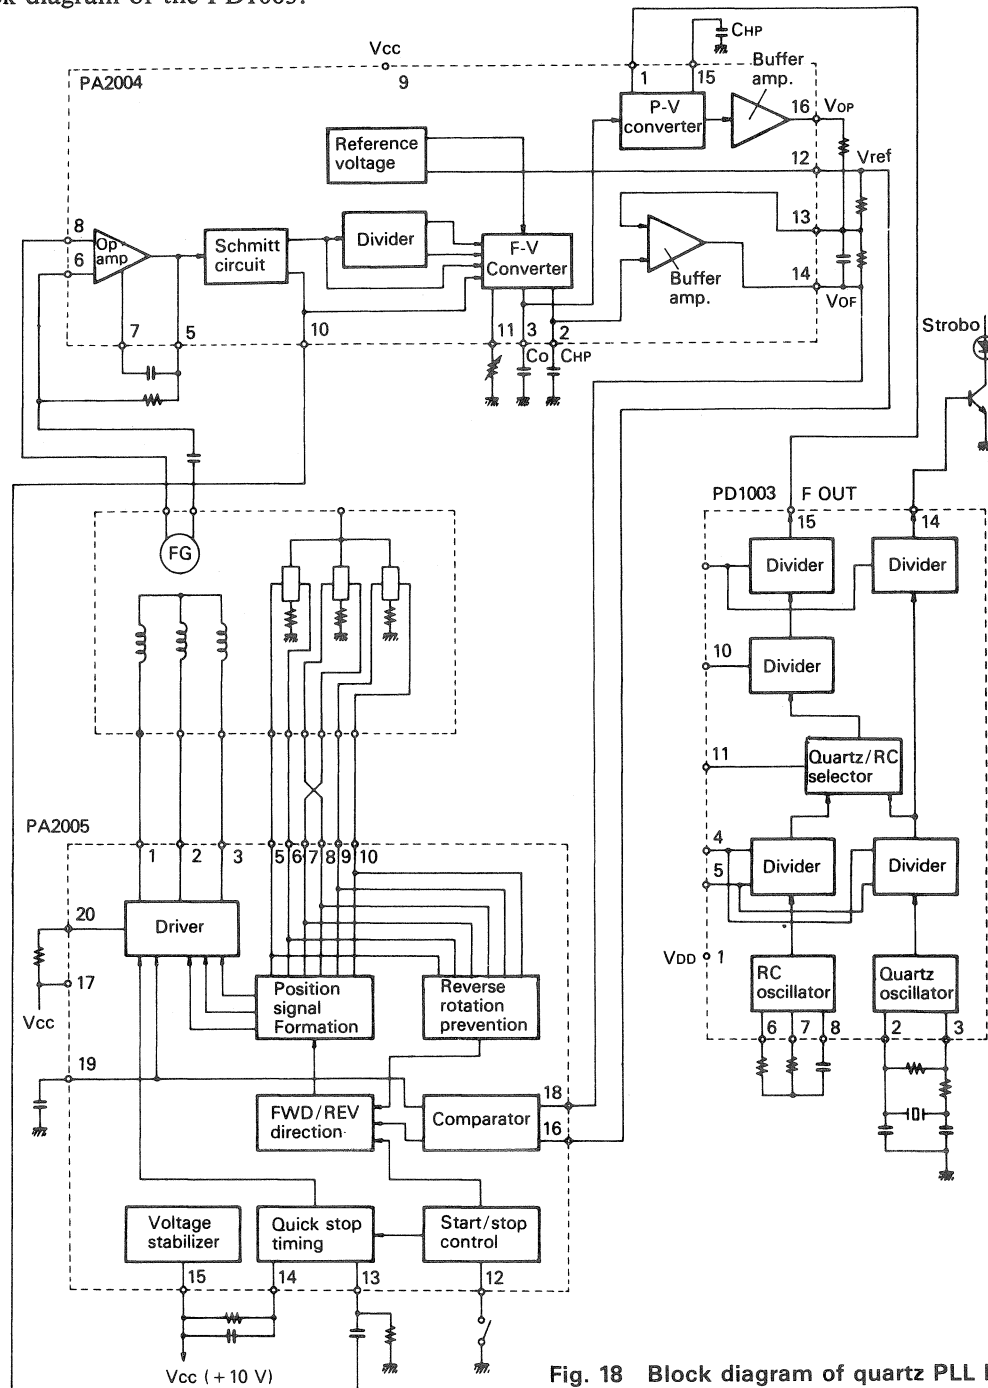 ck diagram of the PD1003.
CHP
Vcc
PA2004
9
1
15
Buffer
amp.
P-V
converter
16
VOP
Reference
voltage
12
Vref
8
Op
amp
6
Schmitt
circuit
Divider
F-V
Converter
13
Buffer
amp.
14
VOF
7
5
10
11
3
2
Co
CHP
Strobo
PD1003
F OUT
15
14
FG
Divider
Divider
10
Divider
11
Quartz/RC
selector
PA2005
1
2
3
5
6
7
8
9
10
4
5
Divider
Divider
20
Driver
17
Vcc
Position
signal
Formation
Reverse
rotation
prevention
VDD
1
RC
oscillator
Quartz
oscillator
6
7
8
2
3
19
FWD/REV
direction
Comparator
18
16
Voltage
stabilizer
Quick stop
timing
Start/stop
control
15
14
13
12
Vcc (+10 V)
Fig. 18 Block diagram of quartz PLL